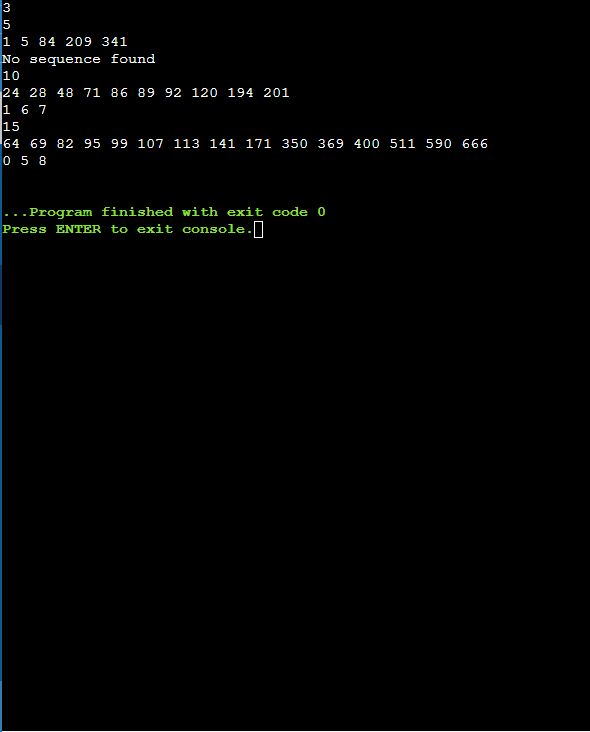 3
5
1 5 84 209 341
No sequence found
10
24 28 48 71 86 89 92 120 194 201
1 6 7
15
64 69 82 95 99 107 113 141 171 350 369 400 511 590 666
0 5 8
...Program finished with exit code 0
Press ENTER to exit console.